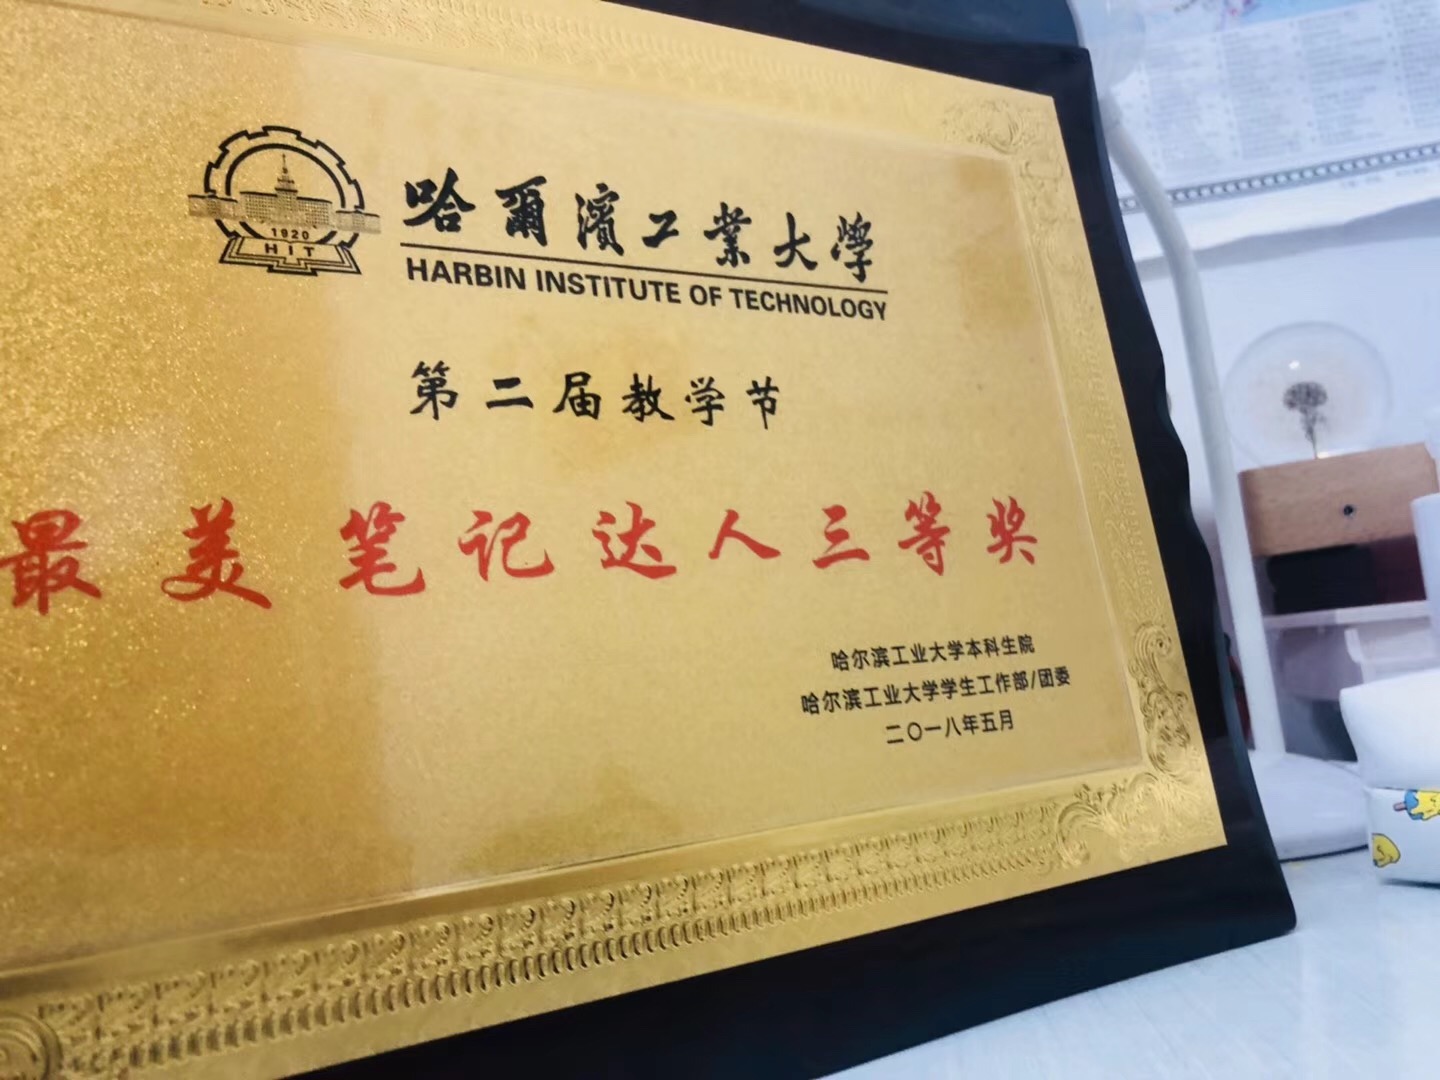 1920
HIT
哈爾濱工業大學
HARBIN INSTITUTE OF TECHNOLOGY
第二届教学节
最美笔记达人三等奖
哈尔滨工业大学本科生院
哈尔滨工业大学学生工作部/团委
二〇一八年五月